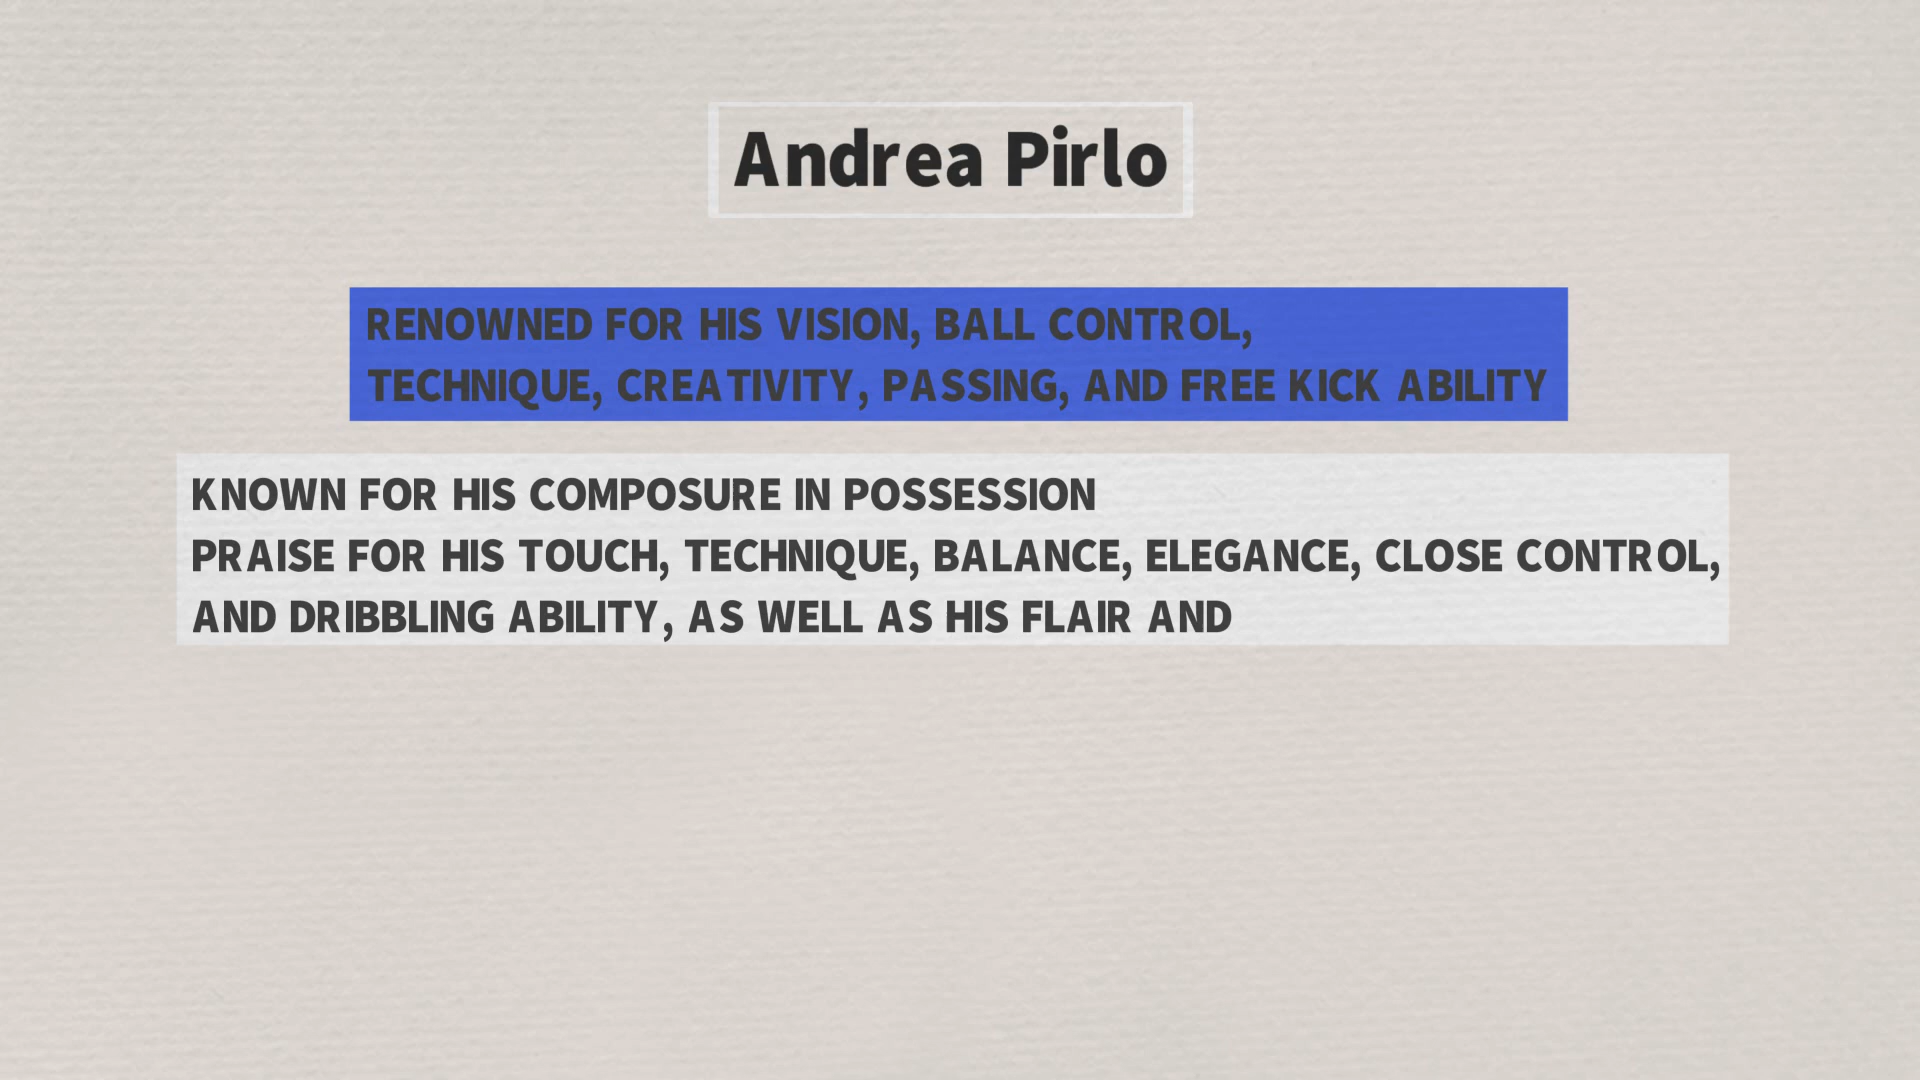 Andrea Pirlo
RENOWNED FOR HIS VISION, BALL CONTROL,
TECHNIQUE, CREATIVITY, PASSING, AND FREE KICK ABILITY
KNOWN FOR HIS COMPOSURE IN POSSESSION
PRAISE FOR HIS TOUCH, TECHNIQUE, BALANCE, ELEGANCE, CLOSE CONTROL,
AND DRIBBLING ABILITY, AS WELL AS HIS FLAIR AND